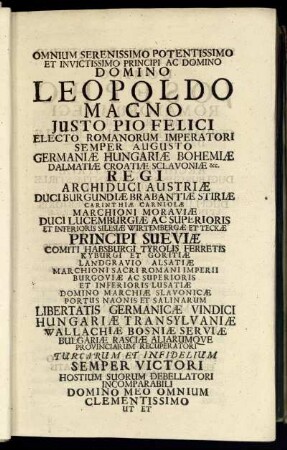 OMNIUM SERENISSIMO POTENTISSIMO
ET INVICTISSIMO PRINCIPI AC DOMINO
DOMINO
LEOPOLDO
MAGNO
JUSTO PIO FELICI
ELECTO ROMANORUM IMPERATORI
SEMPER AUGUSTO
GERMANIÆ HUNGARIÆ BOHEMIÆ
DALMATIÆ CROATIÆ SCLAVONIÆ &c.
REGI
ARCHIDUCI AUSTRIÆ
DUCI BURGUNDIÆ BRABANTIÆ STIRIÆ
CARINTHIÆ CARNIOLÆ
MARCHIONI MORAVIÆ
DUCI LUCEMBURGIÆ AC SUPERIORIS
ET INFERIORIS SILESIÆ WIRTEMBERGÆ ET TECKÆ
PRINCIPI SUEVIÆ
COMITI HABSBURGI TYROLIS FEBRETIS
KYBURGI ET GORITIÆ
LANDGRAVIO ALSATIÆ
MARCHIONI SACRI ROMANI IMPERII
BURGOVIÆ AC SUPERIORIS
ET INFERIORIS LUSATIÆ
DOMINO MARCHIÆ SLAVONICÆ
PORTUS NAONIS ET SALINARUM
LIBERTATIS GERMANICÆ VINDICI
HUNGARIÆ TRANSYLVANIÆ
WALLACHIÆ BOSNIÆ SERVIÆ
BULGARIÆ RASCIÆ ALIARUMQUE
PROVINCIARUM RECUPERATORI
TURCARUM ET INFIDELIUM
SEMPER VICTORI
HOSTIUM SUORUM DEBELLATORI
INCOMPARABILI
DOMINO MEO OMNIUM
CLEMENTISSIMO
UT ET